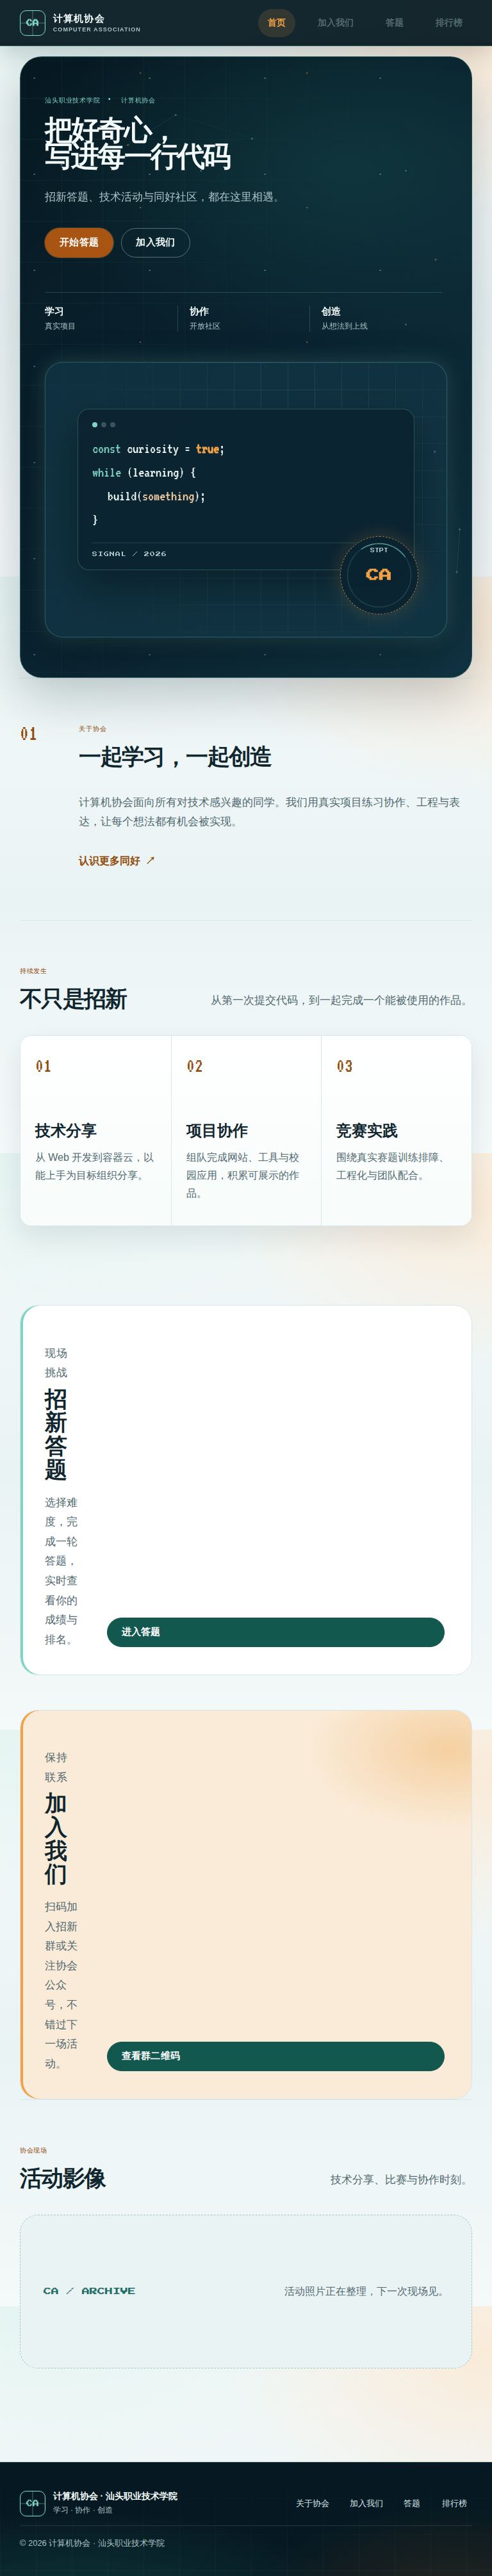 CA
计算机协会
COMPUTER ASSOCIATION
首页
加入我们
答题
排行榜
汕头职业技术学院 • 计算机协会
把好奇心，
写进每一行代码
招新答题、技术活动与同好社区，都在这里相遇。
开始答题
加入我们
学习
真实项目
协作
开放社区
创造
从想法到上线
const curiosity = true;
while (learning) {
build(something);
}
SIGNAL / 2026
STPT
CA
01
关于协会
一起学习，一起创造
计算机协会面向所有对技术感兴趣的同学。我们用真实项目练习协作、工程与表
达，让每个想法都有机会被实现。
认识更多同好 ↗
持续发生
不只是招新
从第一次提交代码，到一起完成一个能被使用的作品。
01
技术分享
从 Web 开发到容器云，以
能上手为目标组织分享。
02
项目协作
组队完成网站、工具与校
园应用，积累可展示的作
品。
03
竞赛实践
围绕真实赛题训练排障、
工程化与团队配合。
现场
挑战
招
新
答
题
选择难
度，完
成一轮
答题，
实时查
看你的
成绩与
排名。
进入答题
保持
联系
加
入
我
们
扫码加
入招新
群或关
注协会
公众
号，不
错过下
一场活
动。
查看群二维码
协会现场
活动影像
技术分享、比赛与协作时刻。
CA / ARCHIVE
活动照片正在整理，下一次现场见。
CA
计算机协会 · 汕头职业技术学院
学习 · 协作 · 创造
关于协会
加入我们
答题
排行榜
© 2026 计算机协会 · 汕头职业技术学院